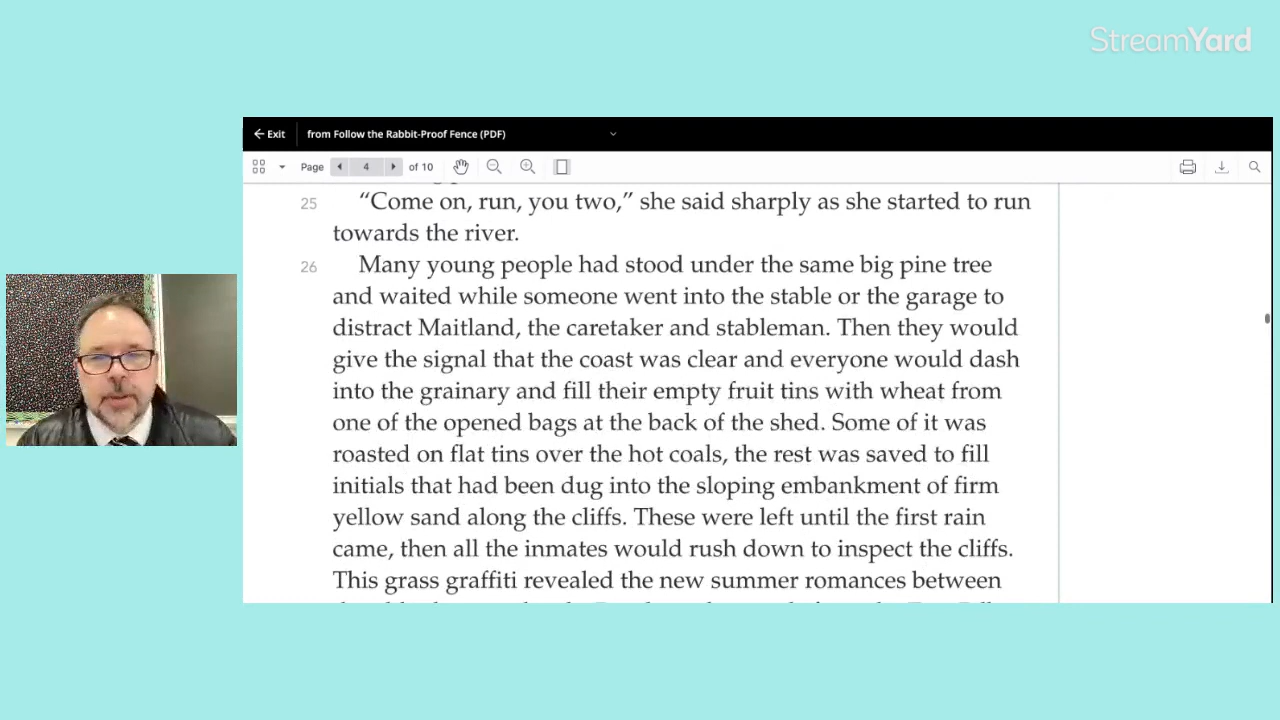 StreamYard
Exit
from Follow the Rabbit-Proof Fence (PDF)
Page 4 of 10
25 “Come on, run, you two,” she said sharply as she started to run
towards the river.
26 Many young people had stood under the same big pine tree
and waited while someone went into the stable or the garage to
distract Maitland, the caretaker and stableman. Then they would
give the signal that the coast was clear and everyone would dash
into the grainary and fill their empty fruit tins with wheat from
one of the opened bags at the back of the shed. Some of it was
roasted on flat tins over the hot coals, the rest was saved to fill
initials that had been dug into the sloping embankment of firm
yellow sand along the cliffs. These were left until the first rain
came, then all the inmates would rush down to inspect the cliffs.
This grass graffiti revealed the new summer romances between